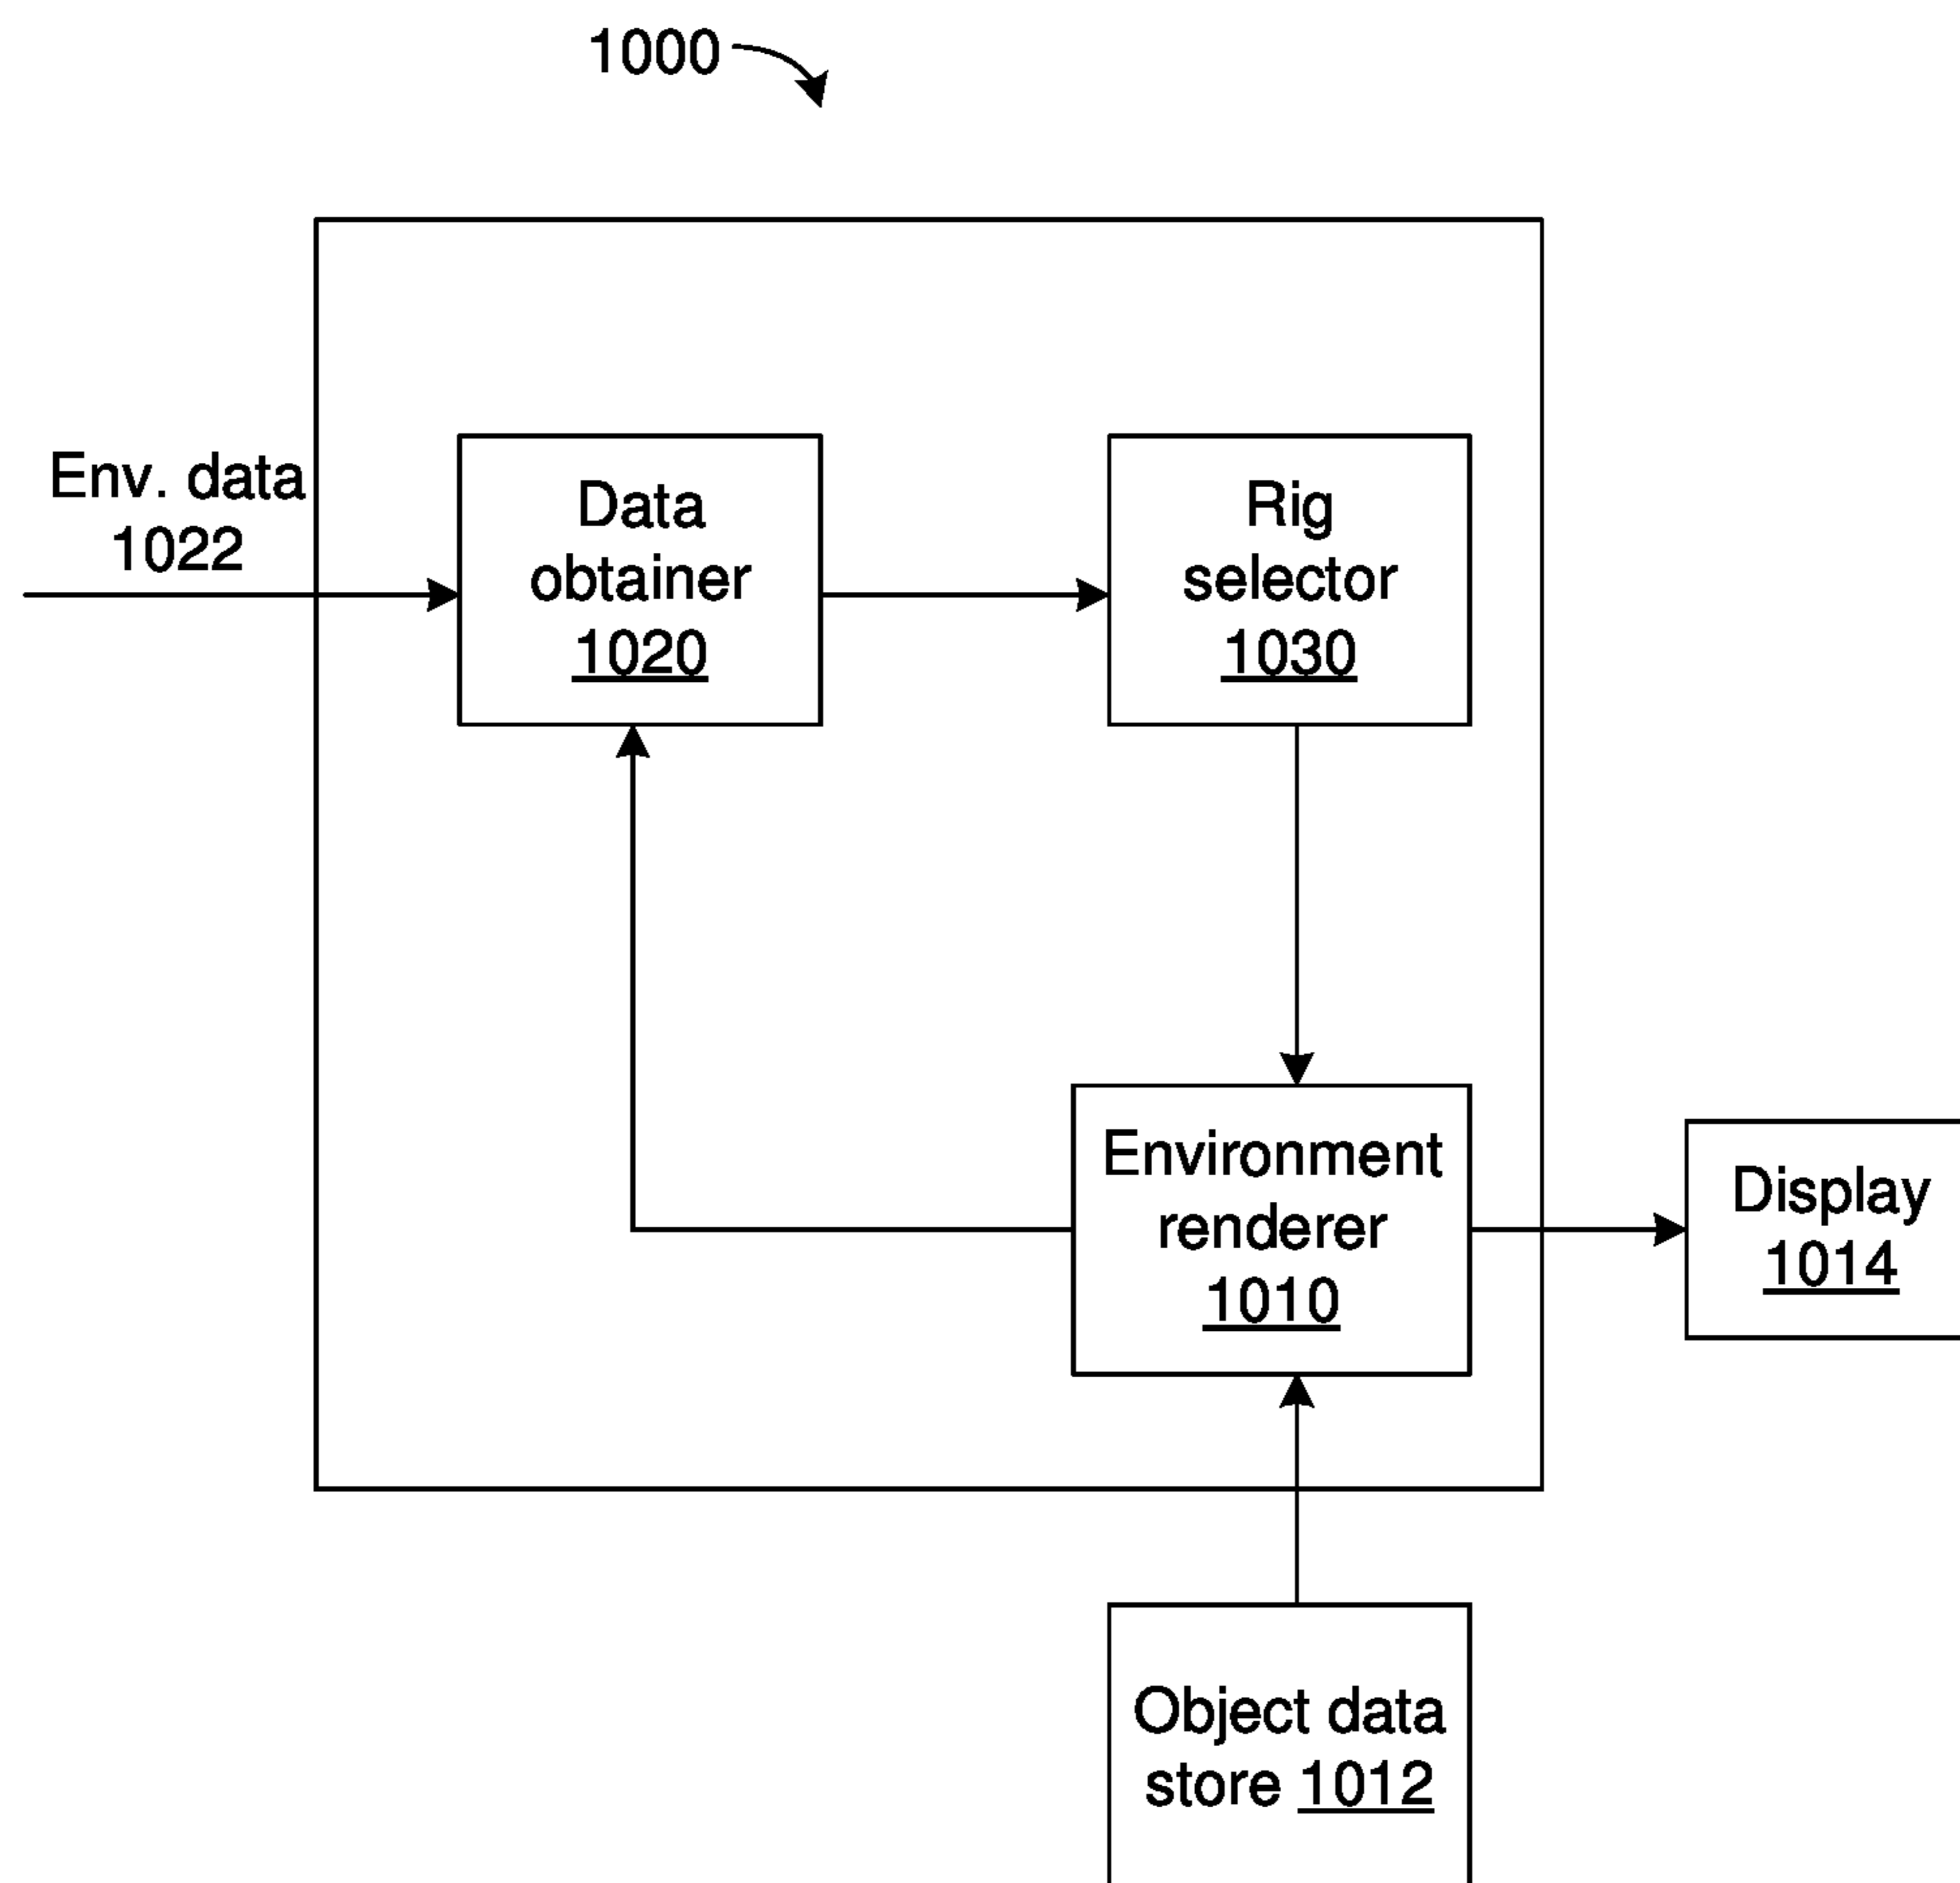 1000
Env. data
1022
Data
obtainer
1020
Rig
selector
1030
Environment
renderer
1010
Display
1014
Object data
store 1012